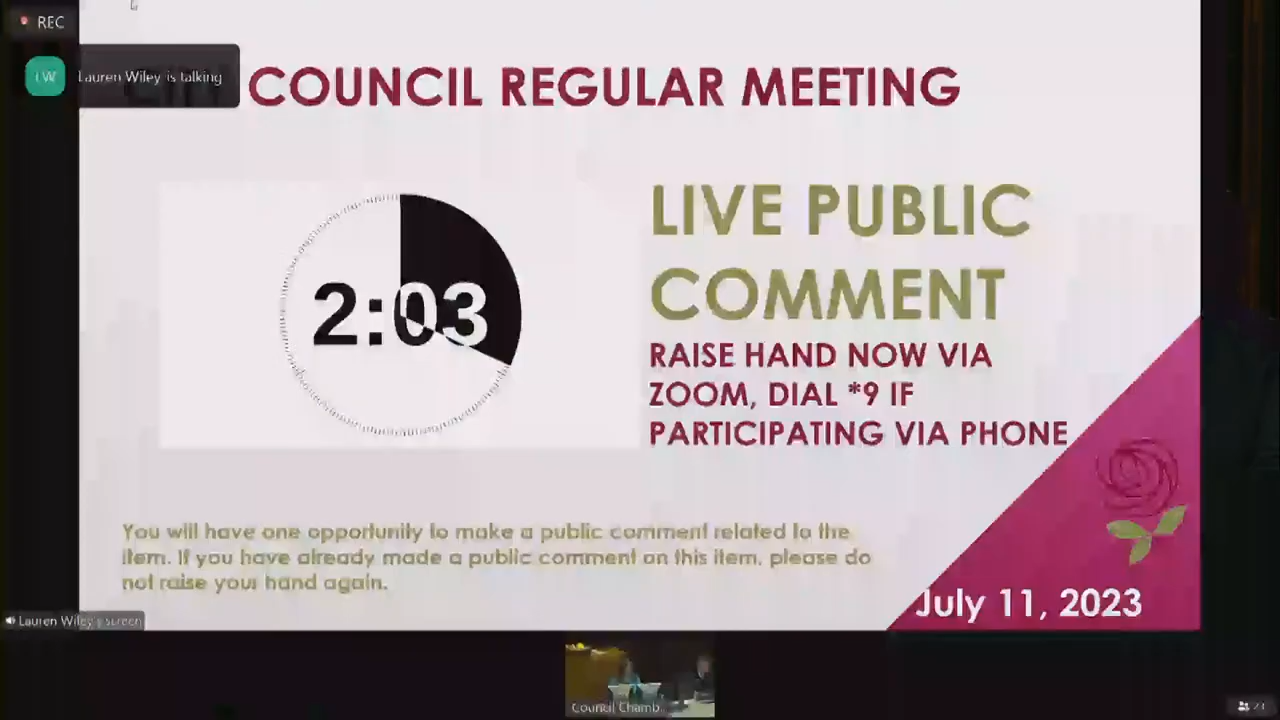 REC
LW
Lauren Wiley is talking
COUNCIL REGULAR MEETING
2:03
LIVE PUBLIC
COMMENT
RAISE HAND NOW VIA
ZOOM, DIAL *9 IF
PARTICIPATING VIA PHONE
You will have one opportunity to make a public comment related to the
item. If you have already made a public comment on this item, please do
not raise your hand again.
July 11, 2023
Lauren Wiley's screen
Council Chamb